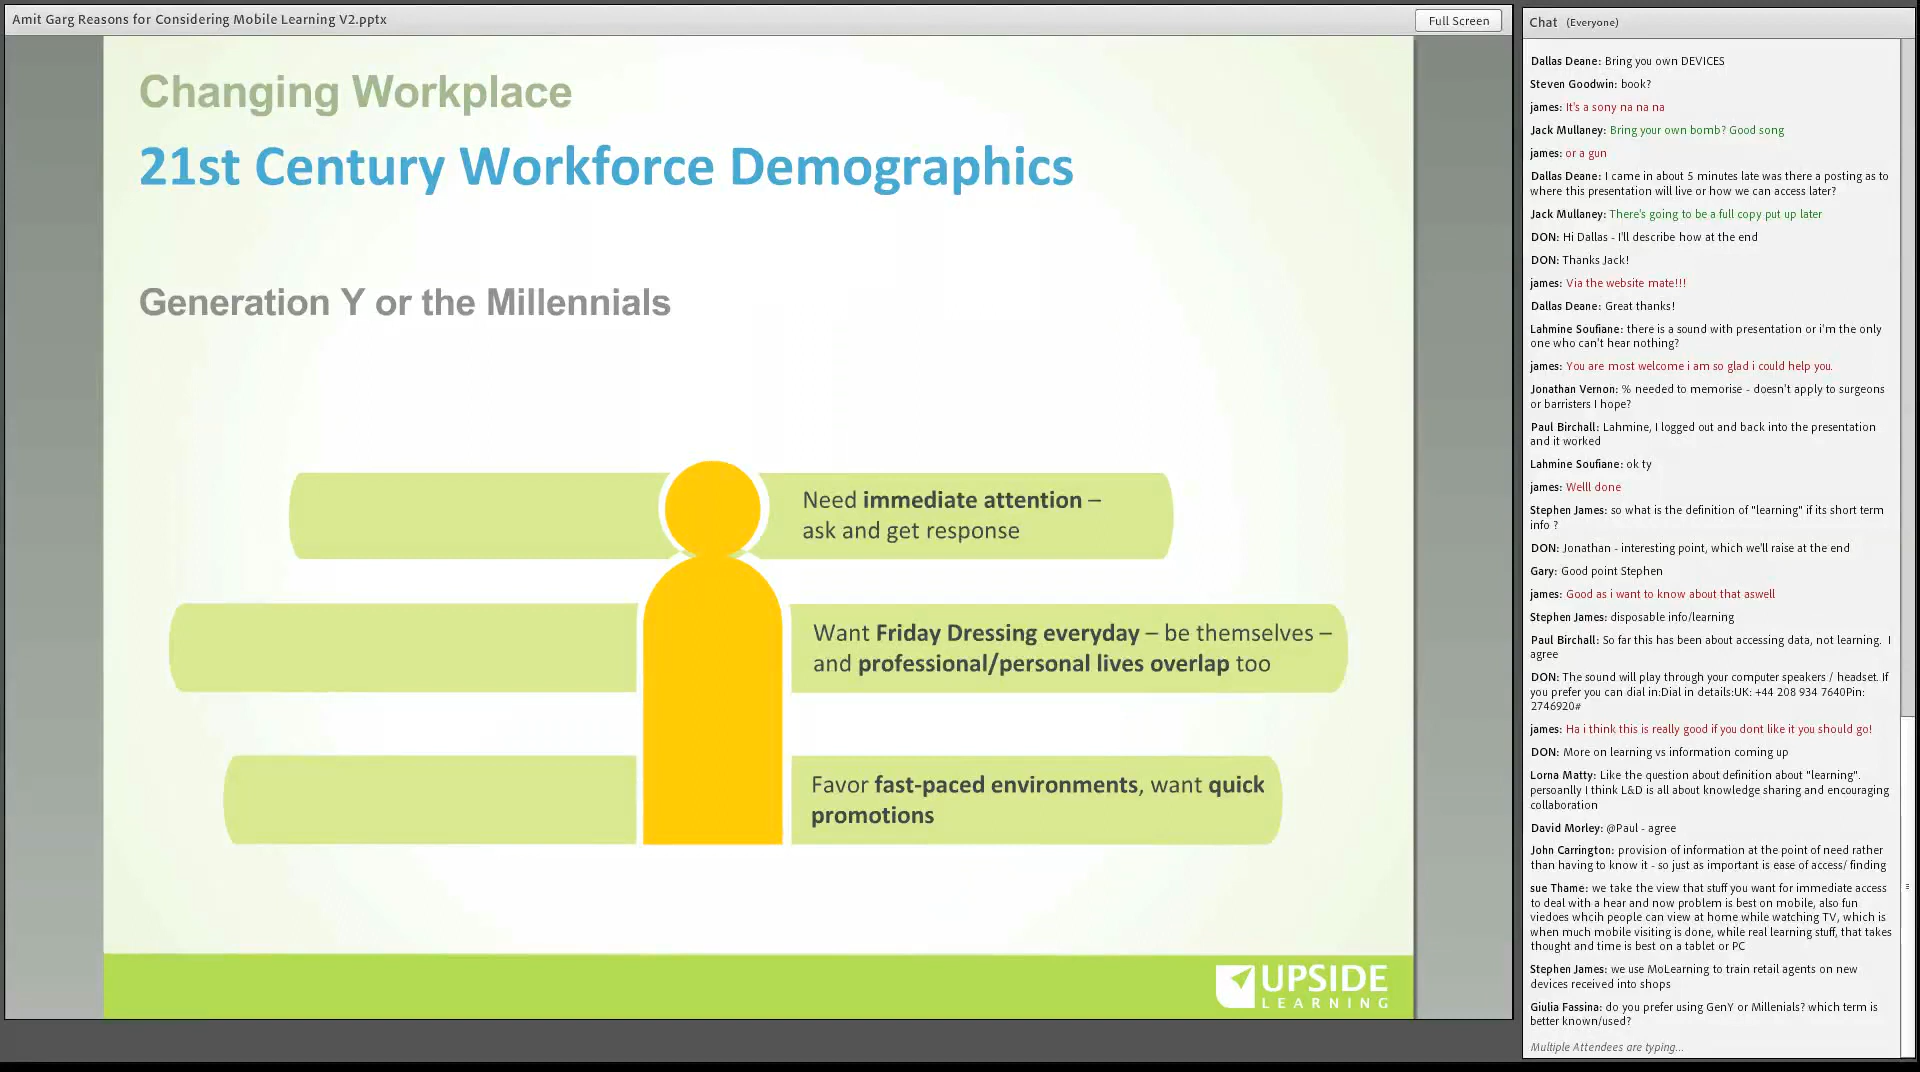 Amit Garg Reasons for Considering Mobile Learning V2.pptx
Full Screen
Changing Workplace
21st Century Workforce Demographics
Generation Y or the Millennials
Need immediate attention –
ask and get response
Want Friday Dressing everyday – be themselves –
and professional/personal lives overlap too
Favor fast-paced environments, want quick
promotions
UPSIDE
LEARNING
Chat (Everyone)
Dallas Deane: Bring you own DEVICES
Steven Goodwin: book?
james: It's a sony na na na
Jack Mullaney: Bring your own bomb? Good song
james: or a gun
Dallas Deane: I came in about 5 minutes late was there a posting as to
where this presentation will live or how we can access later?
Jack Mullaney: There's going to be a full copy put up later
DON: Hi Dallas - I'll describe how at the end
DON: Thanks Jack!
james: Via the website mate!!!
Dallas Deane: Great thanks!
Lahmine Soufiane: there is a sound with presentation or i'm the only
one who can't hear nothing?
james: You are most welcome i am so glad i could help you.
Jonathan Vernon: % needed to memorise - doesn't apply to surgeons
or barristers I hope?
Paul Birchall: Lahmine, I logged out and back into the presentation
and it worked
Lahmine Soufiane: ok ty
james: Welll done
Stephen James: so what is the definition of "learning" if its short term
info ?
DON: Jonathan - interesting point, which we'll raise at the end
Gary: Good point Stephen
james: Good as i want to know about that aswell
Stephen James: disposable info/learning
Paul Birchall: So far this has been about accessing data, not learning. I
agree
DON: The sound will play through your computer speakers / headset. If
you prefer you can dial in:Dial in details:UK: +44 208 934 7640Pin:
2746920#
james: Ha i think this is really good if you dont like it you should go!
DON: More on learning vs information coming up
Lorna Matty: Like the question about definition about "learning".
persoanlly I think L&D is all about knowledge sharing and encouraging
collaboration
David Morley: @Paul - agree
John Carrington: provision of information at the point of need rather
than having to know it - so just as important is ease of access/ finding
sue Thame: we take the view that stuff you want for immediate access
to deal with a hear and now problem is best on mobile, also fun
viedoes whcih people can view at home while watching TV, which is
when much mobile visiting is done, while real learning stuff, that takes
thought and time is best on a tablet or PC
Stephen James: we use MoLearning to train retail agents on new
devices received into shops
Giulia Fassina: do you prefer using GenY or Millenials? which term is
better known/used?
Multiple Attendees are typing...